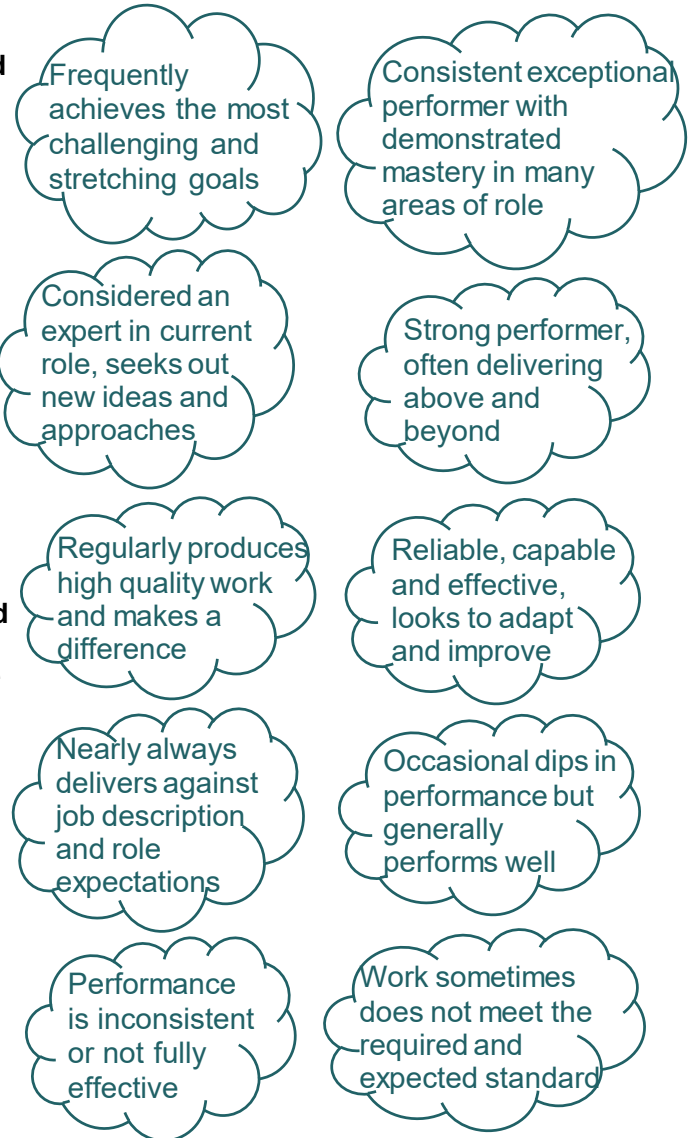 d
Frequently
achieves the most
challenging and
stretching goals
Consistent exceptional
performer with
demonstrated
mastery in many
areas of role
Considered an
expert in current
role, seeks out
new ideas and
approaches
Strong performer,
often delivering
above and
beyond
Regularly produces
high quality work
and makes a
difference
d
Reliable, capable
and effective,
looks to adapt
and improve
Nearly always
delivers against
job description
and role
expectations
Occasional dips in
performance but
generally
performs well
Performance
is inconsistent
or not fully
effective
Work sometimes
does not meet the
required and
expected standard